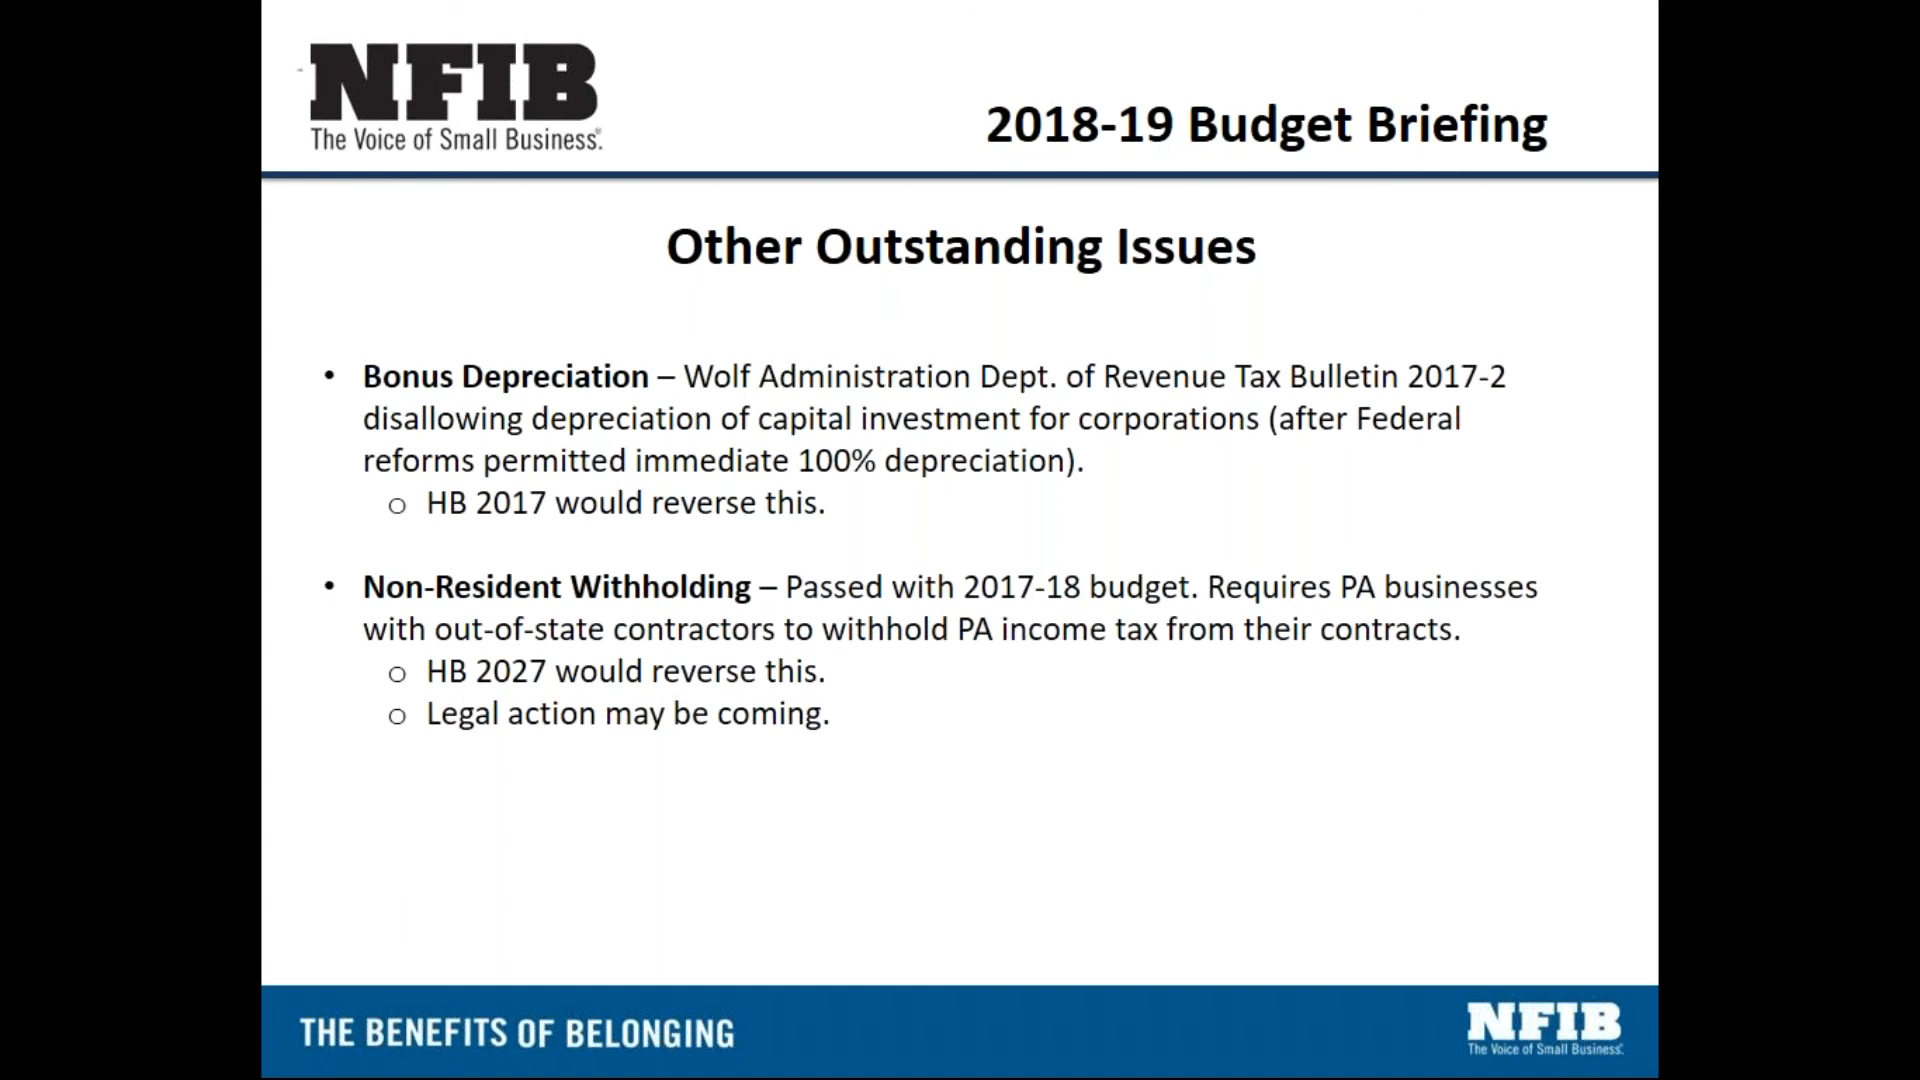 NFIB
The Voice of Small Business.®
2018-19 Budget Briefing
Other Outstanding Issues
• Bonus Depreciation – Wolf Administration Dept. of Revenue Tax Bulletin 2017-2
disallowing depreciation of capital investment for corporations (after Federal
reforms permitted immediate 100% depreciation).
o HB 2017 would reverse this.
• Non-Resident Withholding – Passed with 2017-18 budget. Requires PA businesses
with out-of-state contractors to withhold PA income tax from their contracts.
o HB 2027 would reverse this.
o Legal action may be coming.
THE BENEFITS OF BELONGING
NFIB
The Voice of Small Business.®